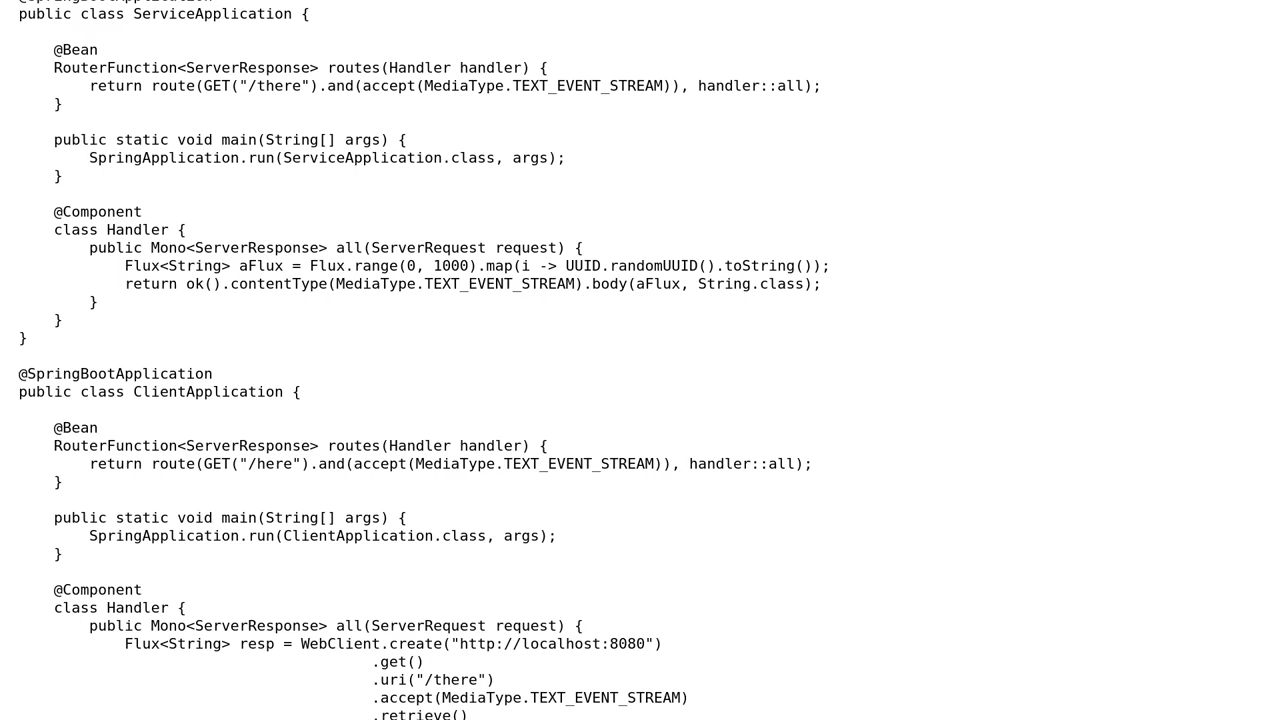 @SpringBootApplication
public class ServiceApplication {
@Bean
RouterFunction<ServerResponse> routes(Handler handler) {
return route(GET("/there").and(accept(MediaType.TEXT_EVENT_STREAM)), handler::all);
}
public static void main(String[] args) {
SpringApplication.run(ServiceApplication.class, args);
}
@Component
class Handler {
public Mono<ServerResponse> all(ServerRequest request) {
Flux<String> aFlux = Flux.range(0, 1000).map(i -> UUID.randomUUID().toString());
return ok().contentType(MediaType.TEXT_EVENT_STREAM).body(aFlux, String.class);
}
}
}
@SpringBootApplication
public class ClientApplication {
@Bean
RouterFunction<ServerResponse> routes(Handler handler) {
return route(GET("/here").and(accept(MediaType.TEXT_EVENT_STREAM)), handler::all);
}
public static void main(String[] args) {
SpringApplication.run(ClientApplication.class, args);
}
@Component
class Handler {
public Mono<ServerResponse> all(ServerRequest request) {
Flux<String> resp = WebClient.create("http://localhost:8080")
.get()
.uri("/there")
.accept(MediaType.TEXT_EVENT_STREAM)
.retrieve()